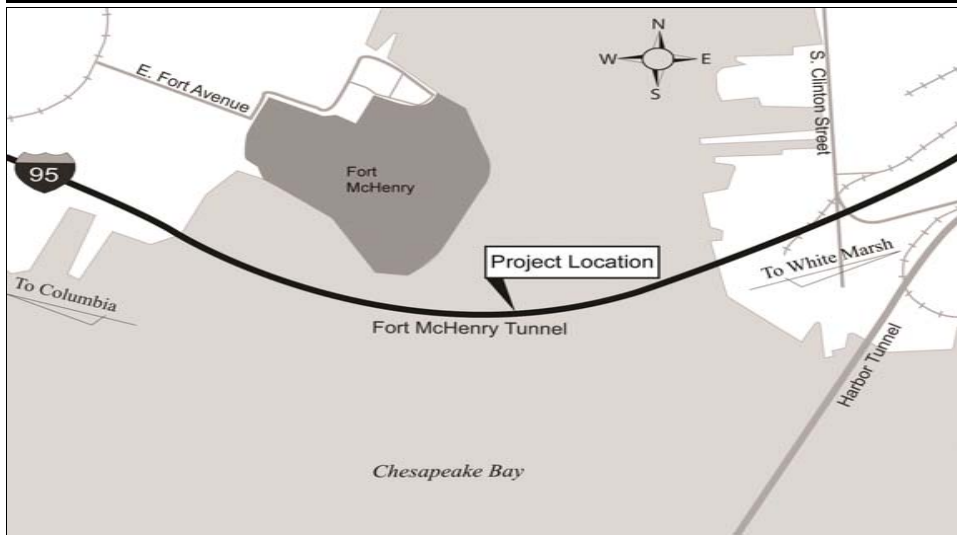 N
W E
S
E. Fort Avenue
S. Clinton Street
95
Fort
McHenry
Project Location
To White Marsh
To Columbia
Fort McHenry Tunnel
Harbor Tunnel
Chesapeake Bay